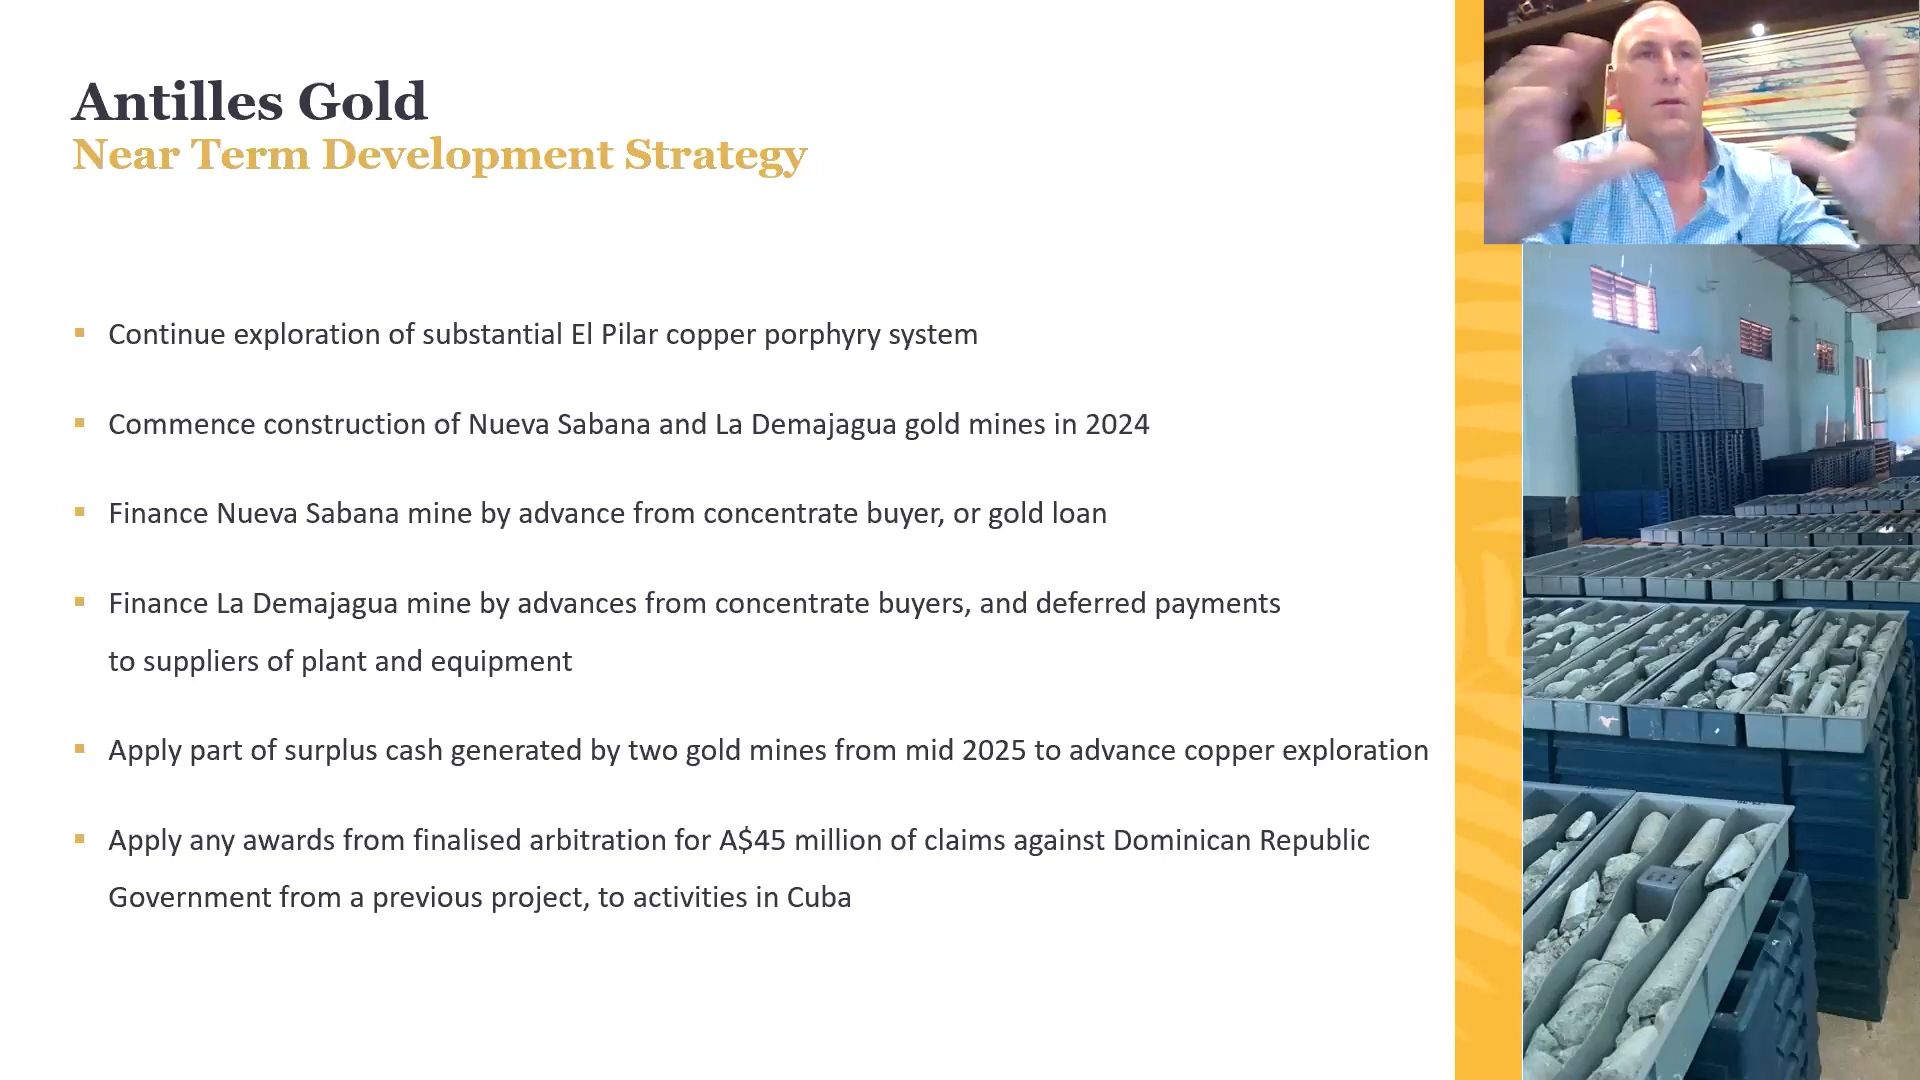 Antilles Gold
Near Term Development Strategy
Continue exploration of substantial El Pilar copper porphyry system
Commence construction of Nueva Sabana and La Demajagua gold mines in 2024
Finance Nueva Sabana mine by advance from concentrate buyer, or gold loan
Finance La Demajagua mine by advances from concentrate buyers, and deferred payments
to suppliers of plant and equipment
Apply part of surplus cash generated by two gold mines from mid 2025 to advance copper exploration
Apply any awards from finalised arbitration for A$45 million of claims against Dominican Republic
Government from a previous project, to activities in Cuba